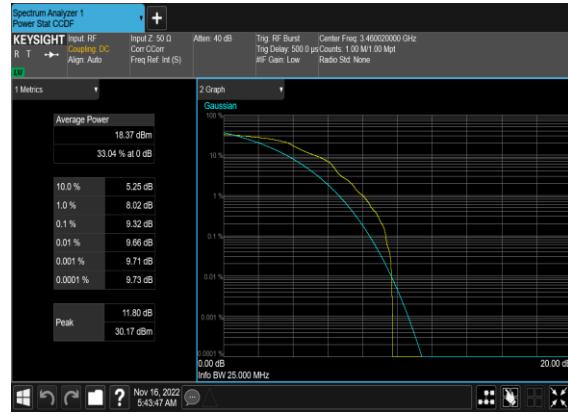 Spectrum Analyzer 1
Power Stat CCDF
KEYSIGHT
R T
LW
Input: RF
Coupling: DC
Align: Auto
Input Z: 50 Ω
Corr CCorr
Freq Ref: Int (S)
Atten: 40 dB
Trig: RF Burst
Trig Delay: 500.0 µs
#IF Gain: Low
Center Freq: 3.460020000 GHz
Counts: 1.00 M/1.00 Mpt
Radio Std: None
1 Metrics
Average Power
18.37 dBm
33.04 % at 0 dB
10.0 % 5.25 dB
1.0 % 8.02 dB
0.1 % 9.32 dB
0.01 % 9.66 dB
0.001 % 9.71 dB
0.0001 % 9.73 dB
Peak
11.80 dB
30.17 dBm
2 Graph
Gaussian
100 %
10 %
1 %
0.1 %
0.01 %
0.001 %
0.0001 %
0.00 dB
20.00 dB
Info BW 25.000 MHz
?
Nov 16, 2022
5:43:47 AM